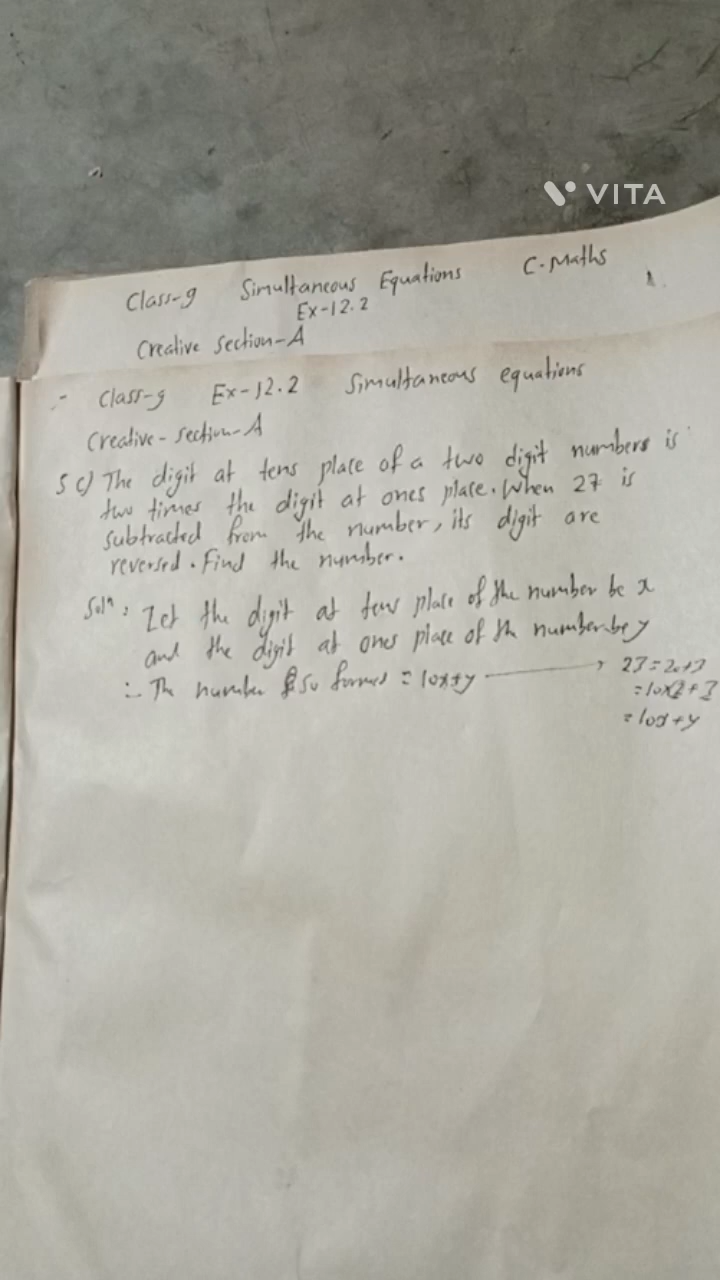 VITA
Class-9 Simultaneous Equations C-Maths
Ex-12.2
Creative Section-A
:- Class-9 Ex-12.2 Simultaneous equations
Creative-Section-A
5 c) The digit at tens place of a two digit numbers is
two times the digit at ones place. When 27 is
subtracted from the number, its digit are
reversed. Find the number.
Solⁿ: Let the digit at tens place of the number be x
and the digit at ones place of the number be y
∴ The number so formed = 10x+y → 23 = 20+3
= 10×2+3
= 10x+y